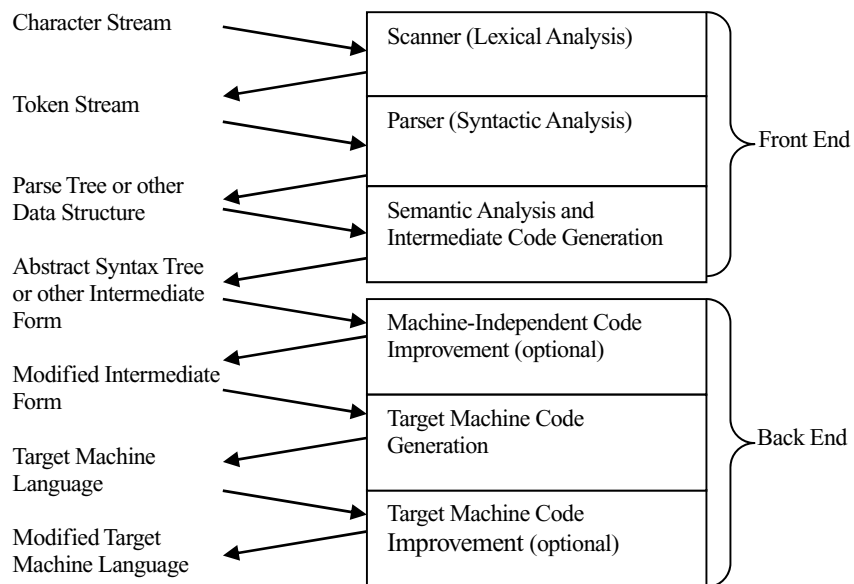 Character Stream
Scanner (Lexical Analysis)
Token Stream
Parser (Syntactic Analysis)
Front End
Parse Tree or other
Data Structure
Semantic Analysis and
Intermediate Code Generation
Abstract Syntax Tree
or other Intermediate
Form
Machine-Independent Code
Improvement (optional)
Modified Intermediate
Form
Target Machine Code
Generation
Back End
Target Machine
Language
Target Machine Code
Improvement (optional)
Modified Target
Machine Language